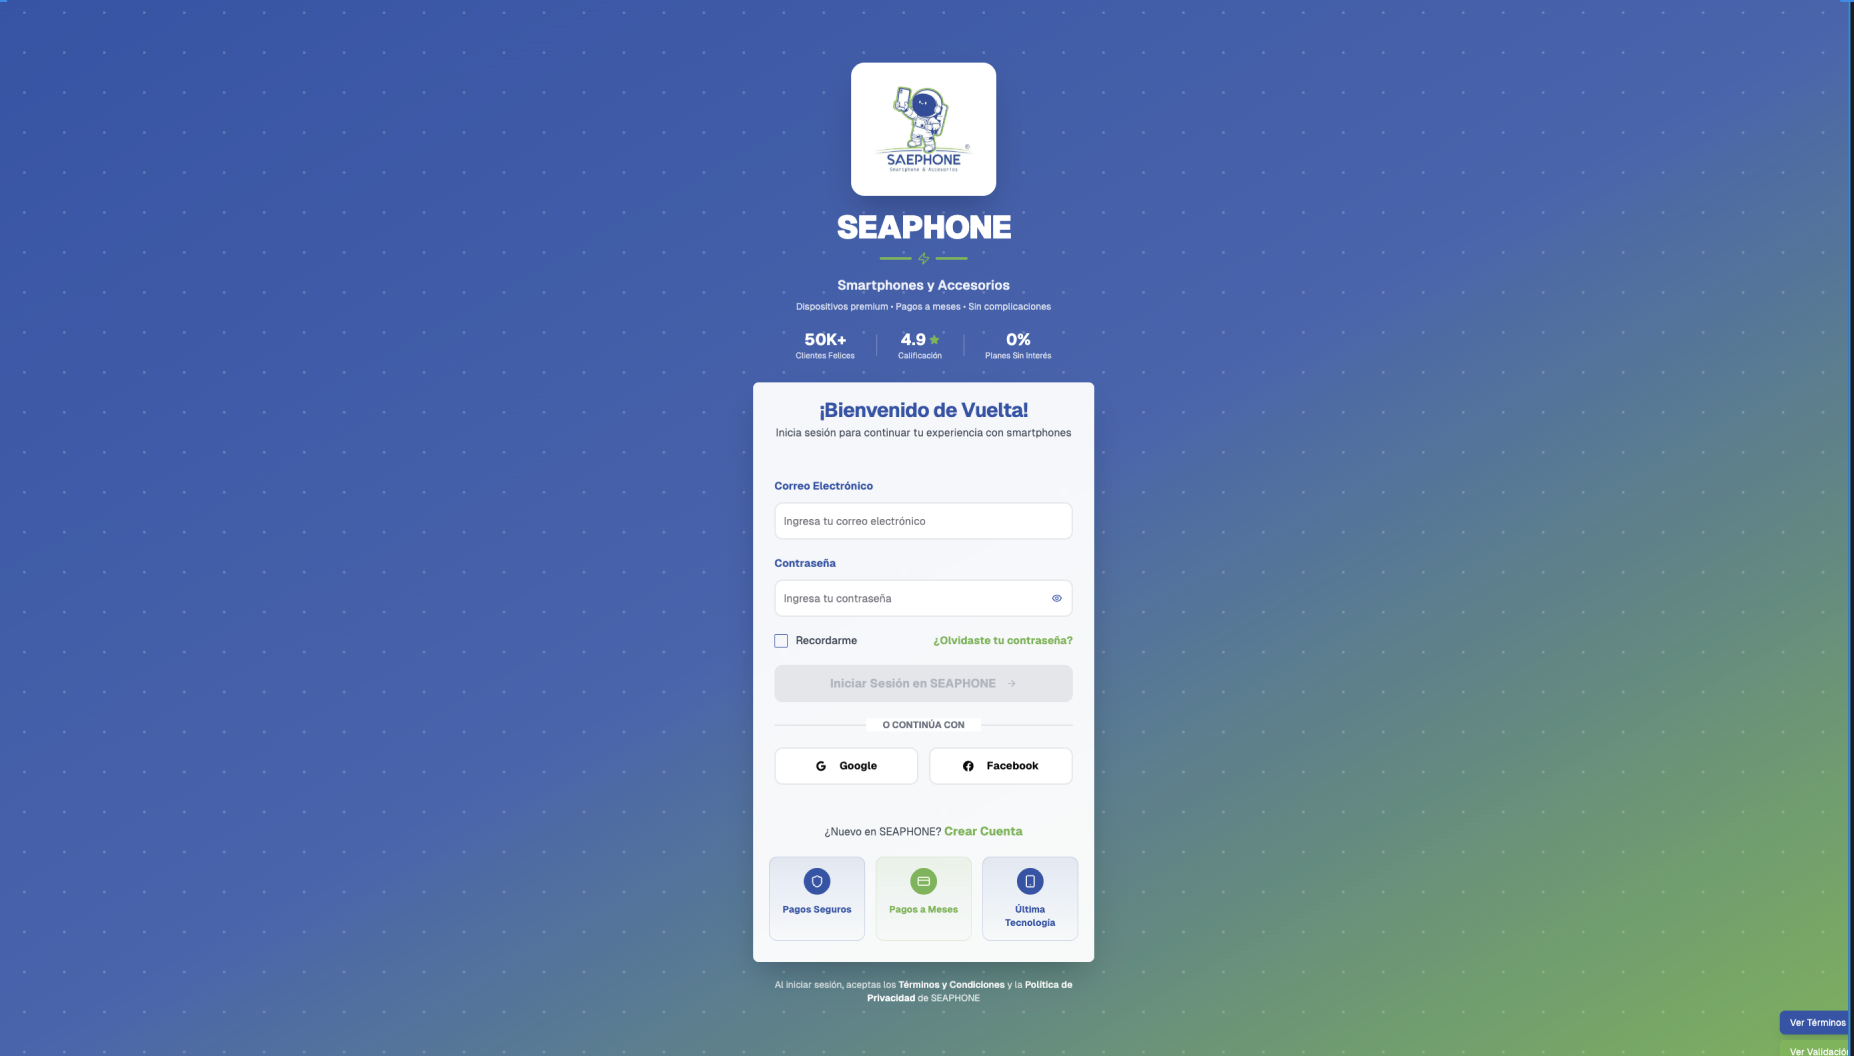 SAEPHONE
®
Smartphone & Accesorios
SEAPHONE
Smartphones y Accesorios
Dispositivos premium • Pagos a meses • Sin complicaciones
50K+
Clientes Felices
4.9
Calificación
0%
Planes Sin Interés
¡Bienvenido de Vuelta!
Inicia sesión para continuar tu experiencia con smartphones
Correo Electrónico
Ingresa tu correo electrónico
Contraseña
Ingresa tu contraseña
Recordarme
¿Olvidaste tu contraseña?
Iniciar Sesión en SEAPHONE →
O CONTINÚA CON
Google
Facebook
¿Nuevo en SEAPHONE? Crear Cuenta
Pagos Seguros
Pagos a Meses
Última
Tecnología
Al iniciar sesión, aceptas los Términos y Condiciones y la Política de
Privacidad de SEAPHONE
Ver Términos
Ver Validación